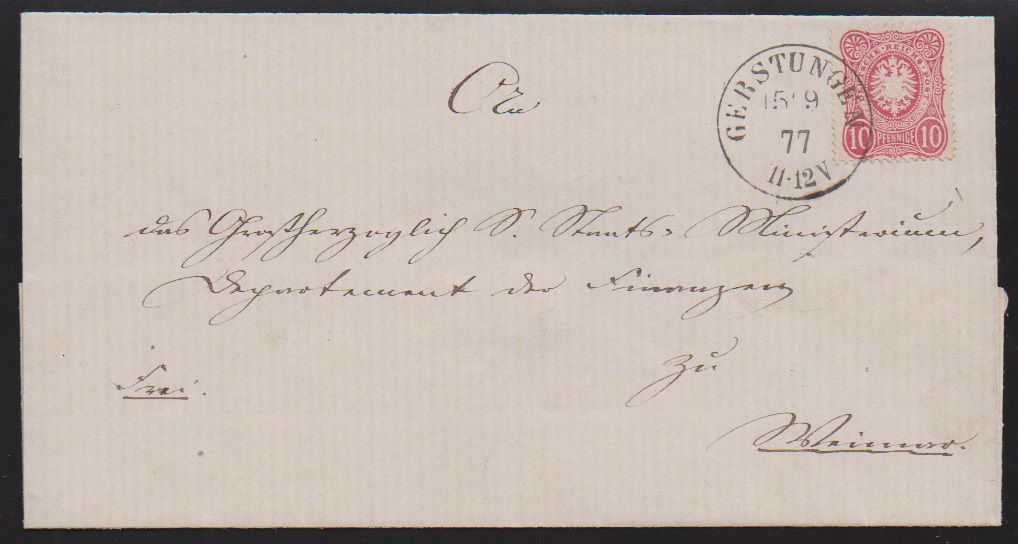 An
GERSTUNGEN
15 9
77
11-12V
DEUTSCHE REICHS-POST
10 PFENNIGE 10
das Großherzoglich S. Staats-Ministerium,
Departement der Finanzen
zu
Frei.
Weimar.